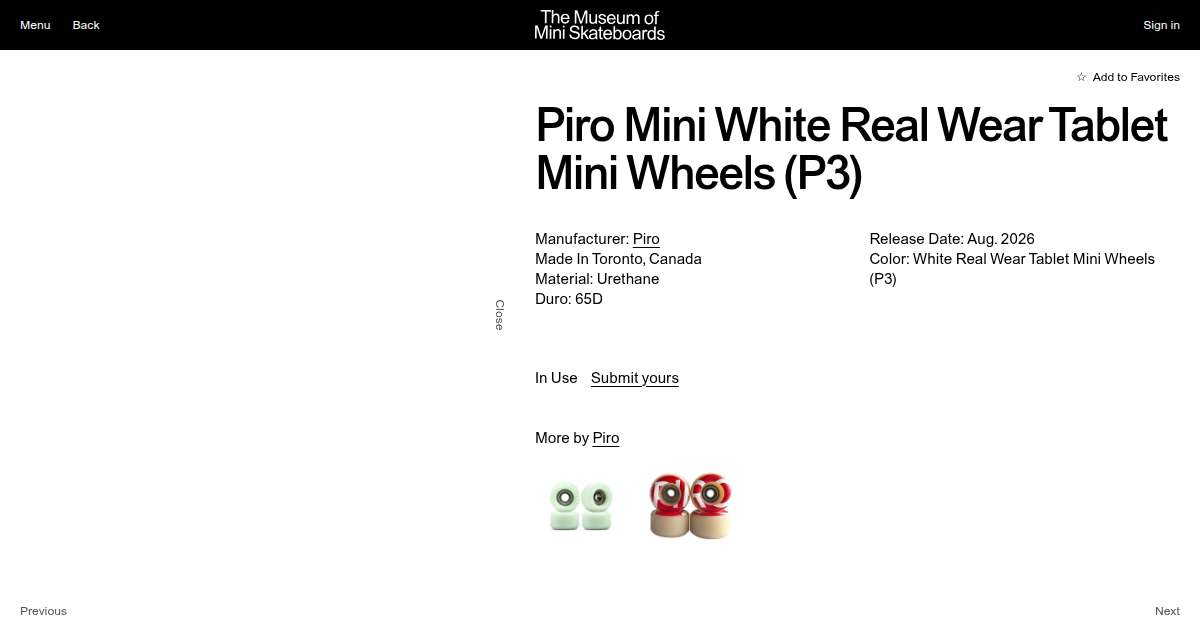 Menu
Back
The Museum of
Mini Skateboards
Sign in
☆ Add to Favorites
Piro Mini White Real Wear Tablet
Mini Wheels (P3)
Manufacturer: Piro
Made In Toronto, Canada
Material: Urethane
Duro: 65D
Release Date: Aug. 2026
Color: White Real Wear Tablet Mini Wheels
(P3)
Close
In Use
Submit yours
More by Piro
Previous
Next